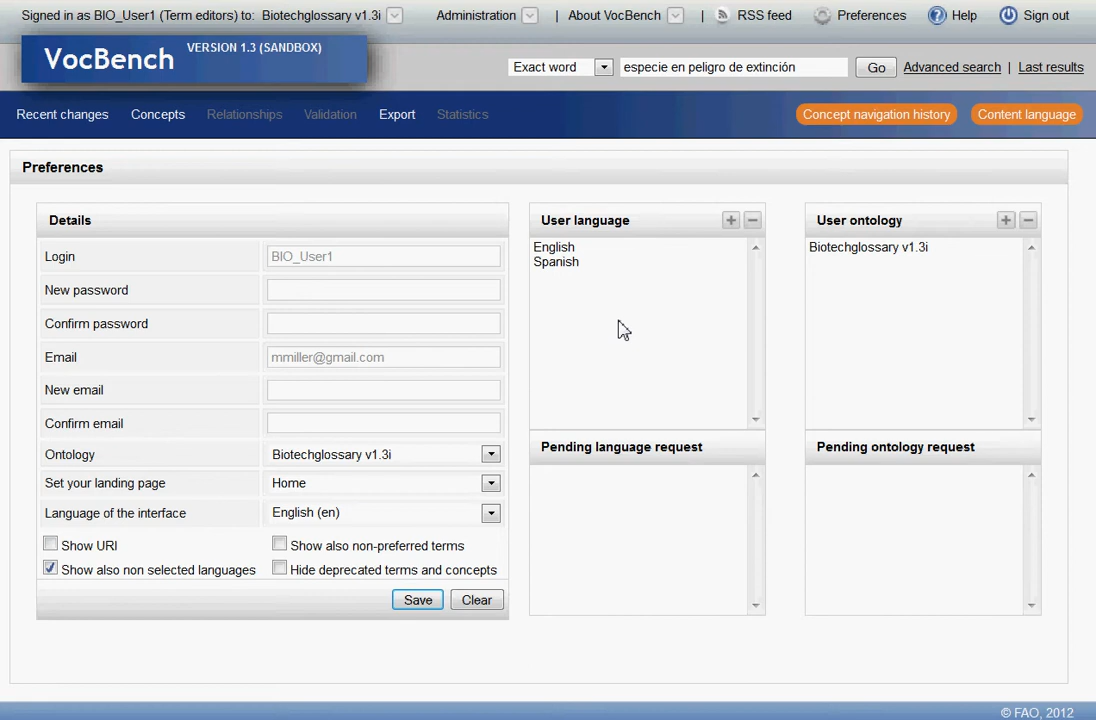 Signed in as BIO_User1 (Term editors) to: Biotechglossary v1.3i Administration | About VocBench | RSS feed Preferences Help Sign out
VocBench VERSION 1.3 (SANDBOX)
Exact word especie en peligro de extinción Go Advanced search | Last results
Recent changes Concepts Relationships Validation Export Statistics Concept navigation history Content language
Preferences
Details
Login BIO_User1
New password
Confirm password
Email mmiller@gmail.com
New email
Confirm email
Ontology Biotechglossary v1.3i
Set your landing page Home
Language of the interface English (en)
Show URI Show also non-preferred terms
Show also non selected languages Hide deprecated terms and concepts
Save Clear
User language
English
Spanish
Pending language request
User ontology
Biotechglossary v1.3i
Pending ontology request
© FAO, 2012